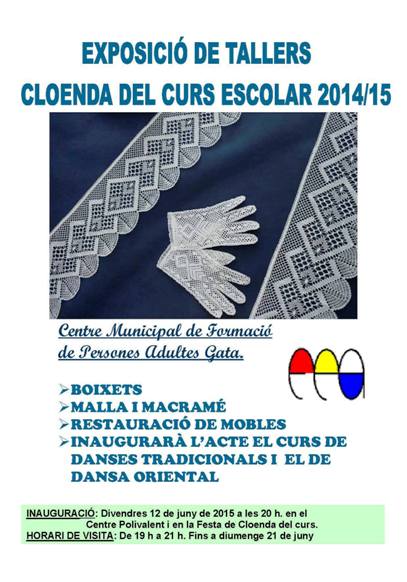 EXPOSICIÓ DE TALLERS
CLOENDA DEL CURS ESCOLAR 2014/15
Centre Municipal de Formació
de Persones Adultes Gata.
➢BOIXETS
➢MALLA I MACRAMÉ
➢RESTAURACIÓ DE MOBLES
➢INAUGURARÀ L'ACTE EL CURS DE
DANSES TRADICIONALS I EL DE
DANSA ORIENTAL
INAUGURACIÓ: Divendres 12 de juny de 2015 a les 20 h. en el
Centre Polivalent i en la Festa de Cloenda del curs.
HORARI DE VISITA: De 19 h a 21 h. Fins a diumenge 21 de juny